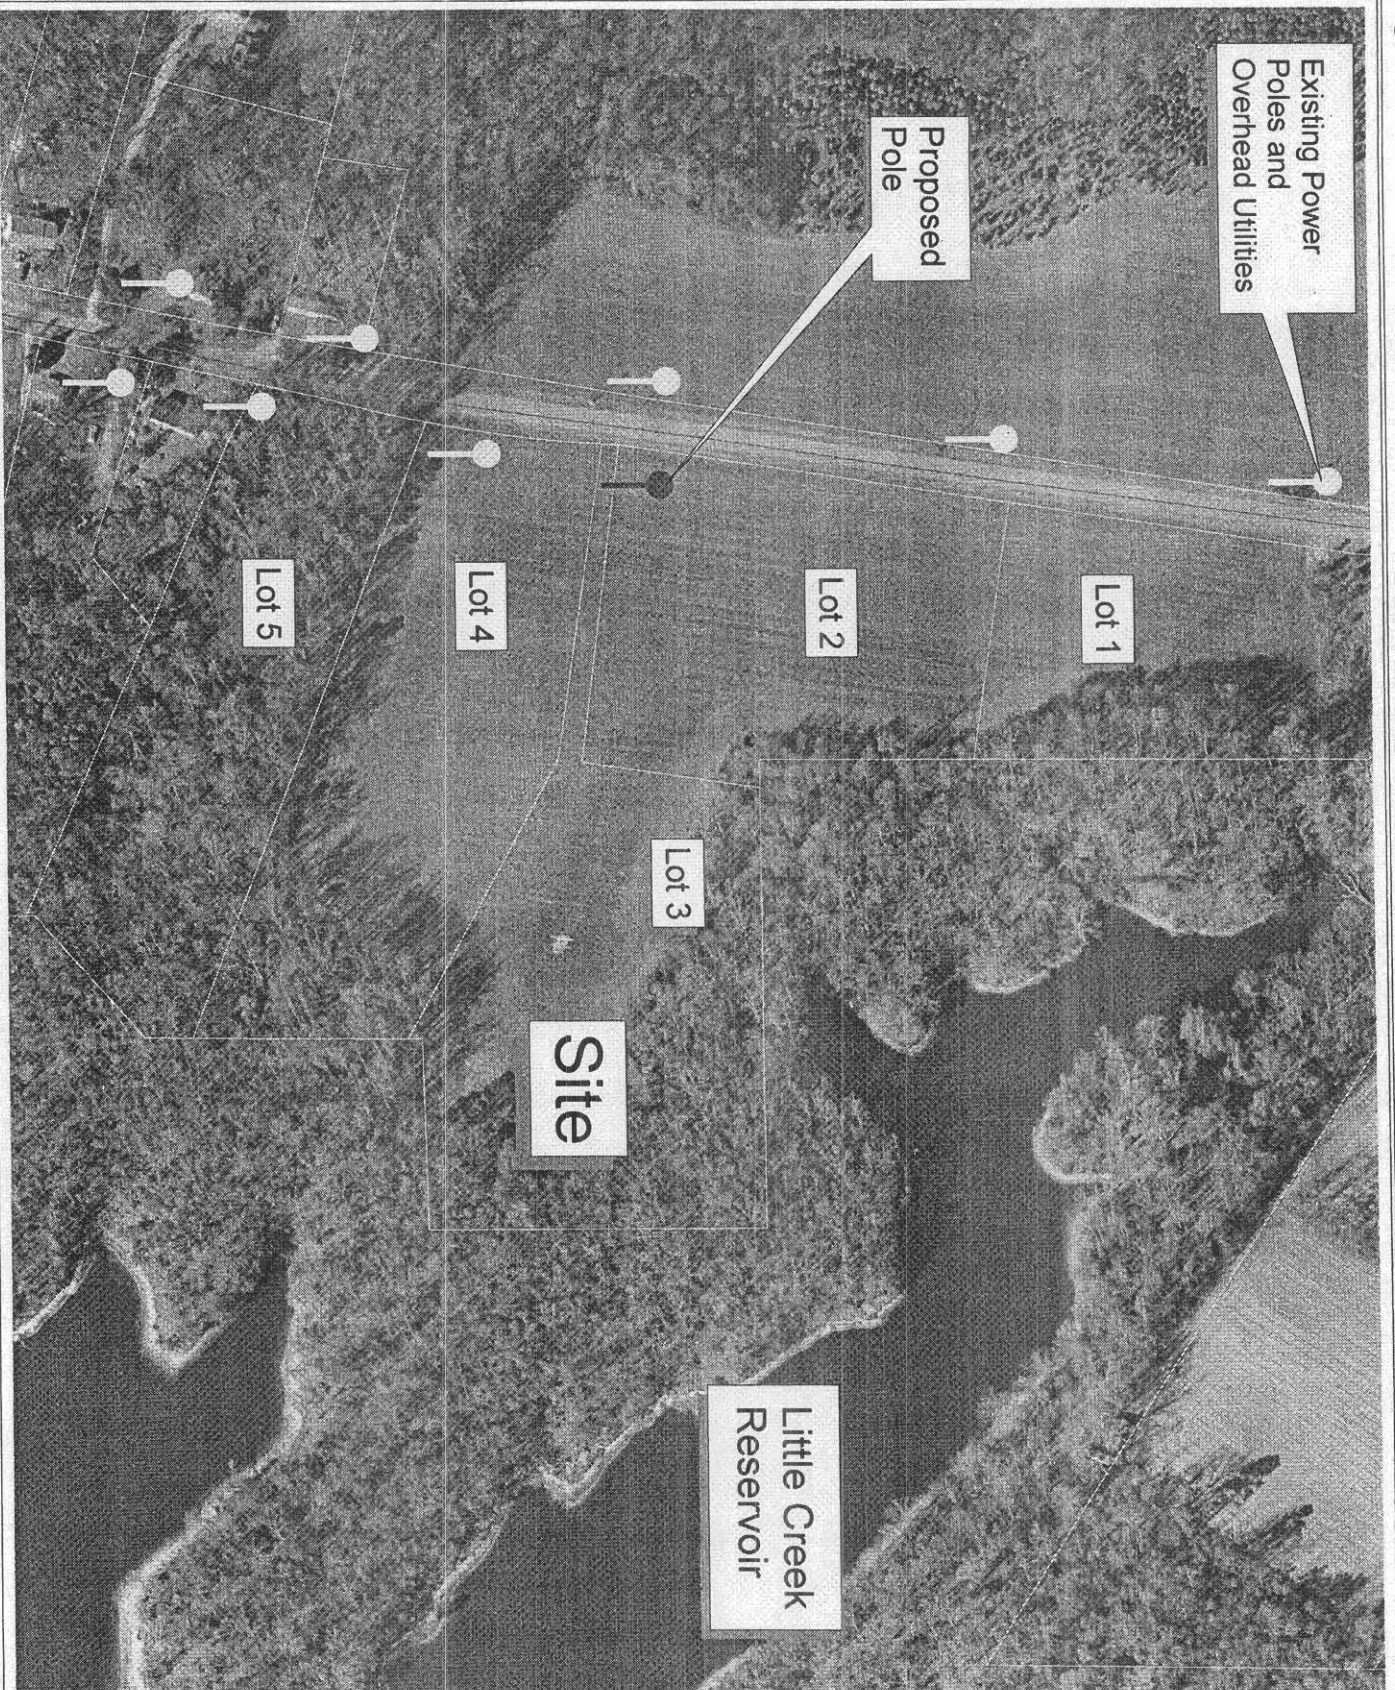 Existing Power
Poles and
Overhead Utilities
Proposed
Pole
Lot 1
Lot 2
Lot 3
Lot 4
Lot 5
Site
Little Creek
Reservoir